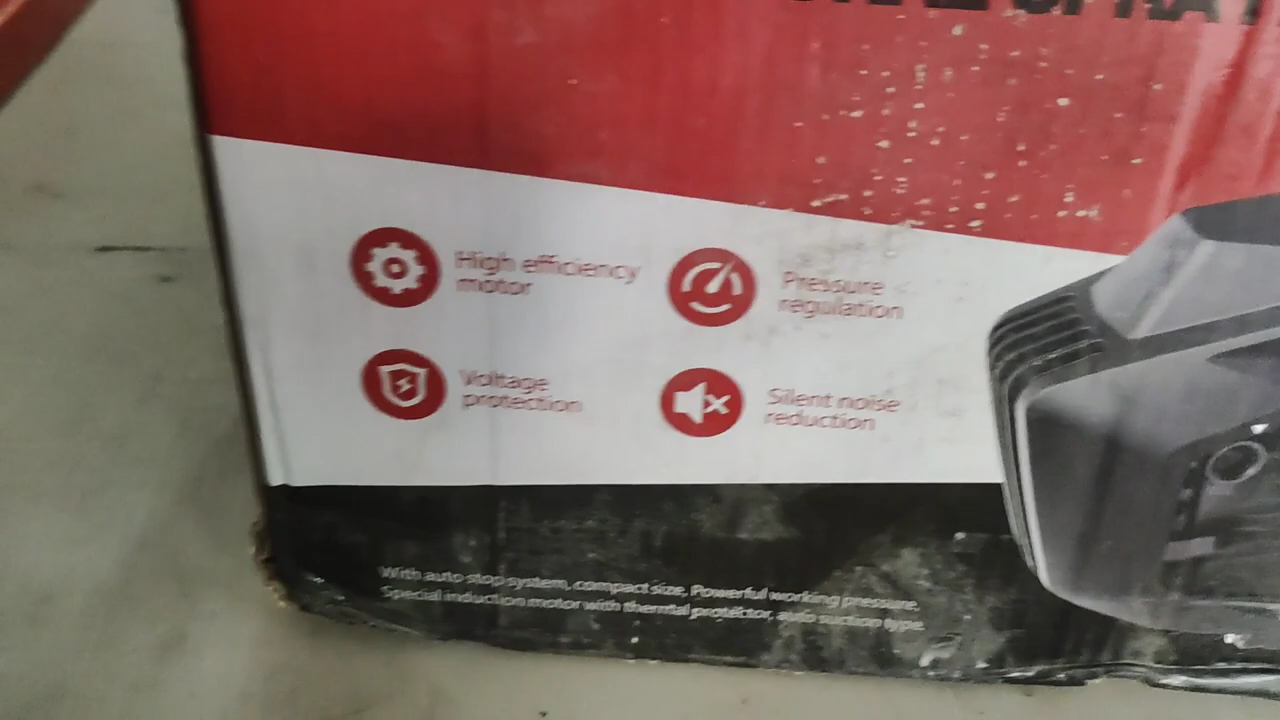 High efficiency
motor
Pressure
regulation
Voltage
protection
Silent noise
reduction
With auto stop system, compact size, Powerful working pressure,
Special induction motor with thermal protector, and suction type.